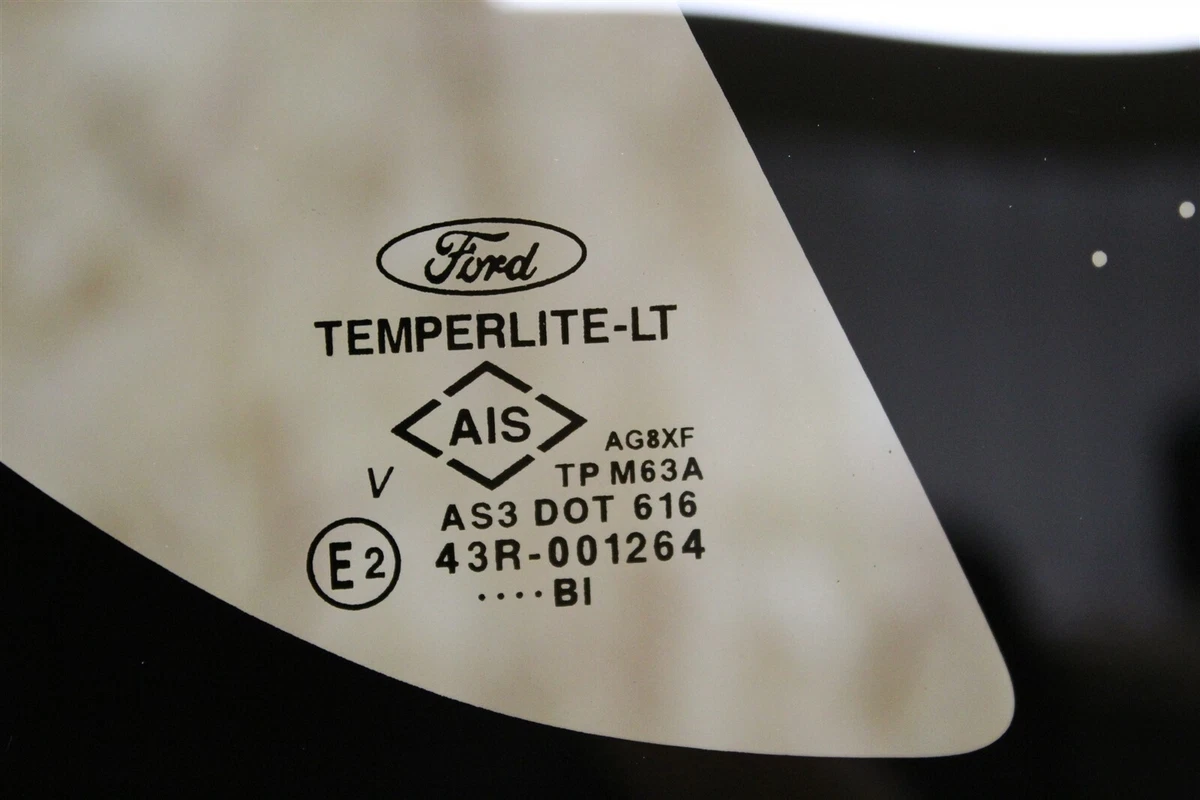 Ford
TEMPERLITE-LT
AIS
AG8XF
V
TP M63A
AS3 DOT 616
E2
43R-001264
....BI